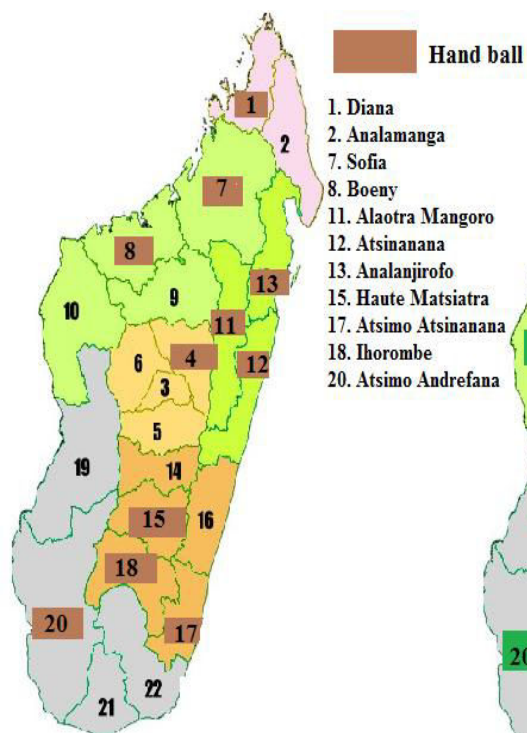 Hand ball
1. Diana
2. Analamanga
7. Sofia
8. Boeny
11. Alaotra Mangoro
12. Atsinanana
13. Analanjirofo
15. Haute Matsiatra
17. Atsimo Atsinanana
18. Ihorombe
20. Atsimo Andrefana
1
2
7
8
13
9
10
11
4
6
12
3
5
14
19
15
16
18
20
17
22
21
20